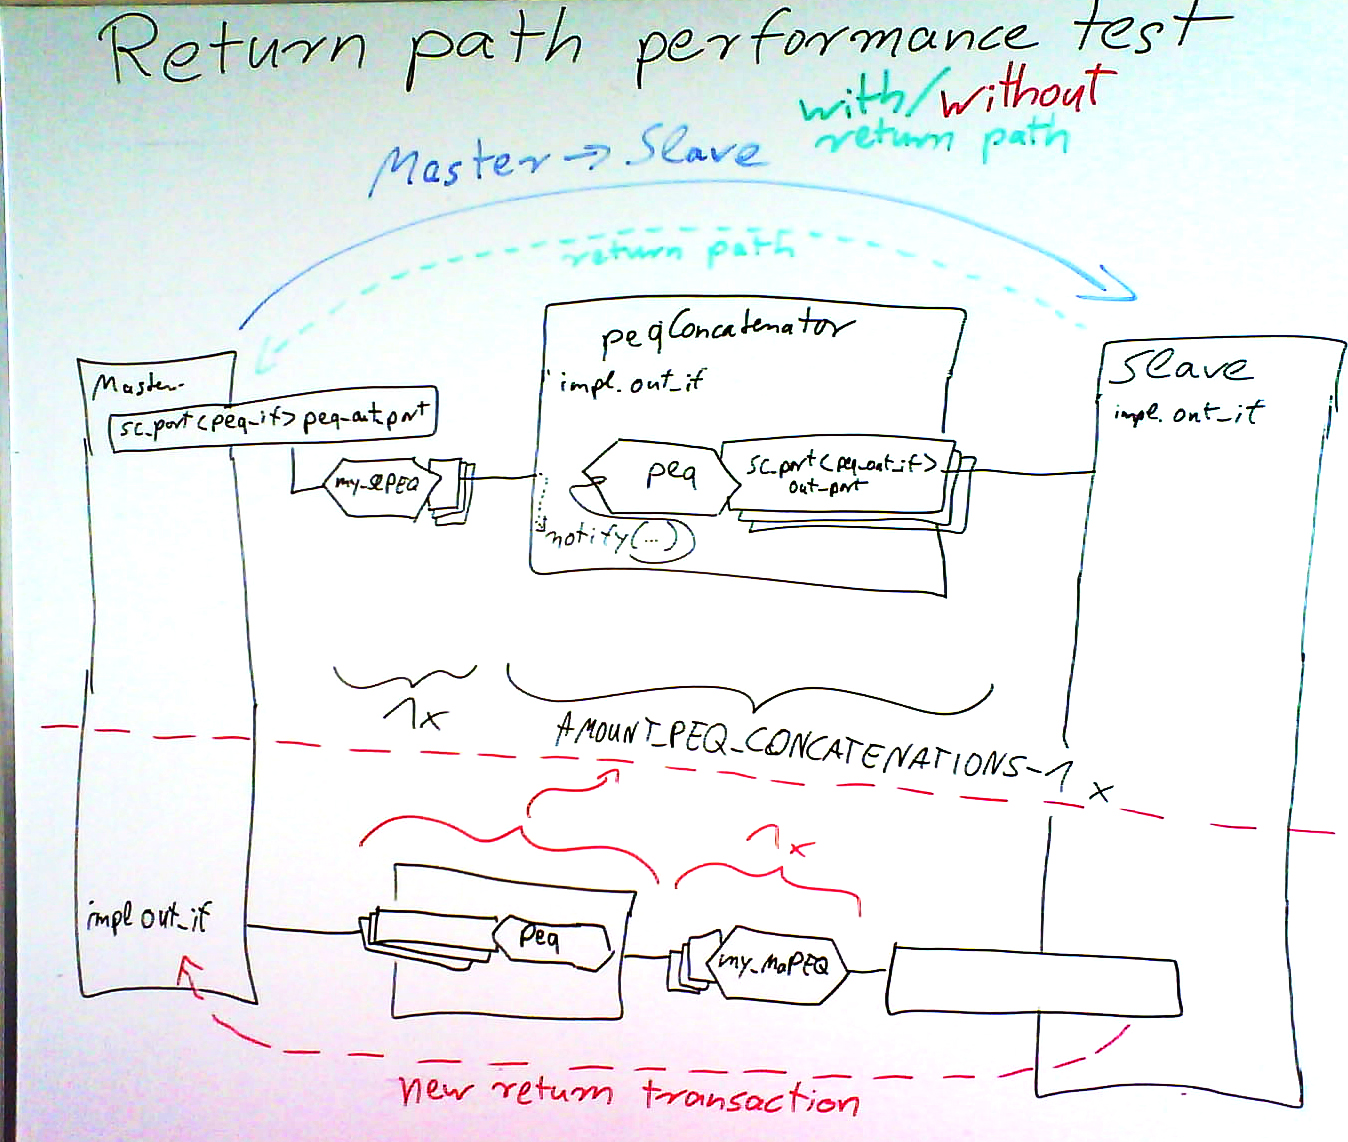 Return path performance test
with/without
return path
Master → Slave
return path
peqConcatenator
impl. out_if
Master
sc_port<peq_if> peq_out_port
Slave
impl. out_if
my_slPEQ
peq
sc_port<peq_out_if>
out_port
notify(...)
1x
AMOUNT_PEQ_CONCATENATIONS-1 x
1x
impl out_if
Peq
my_maPEQ
new return transaction